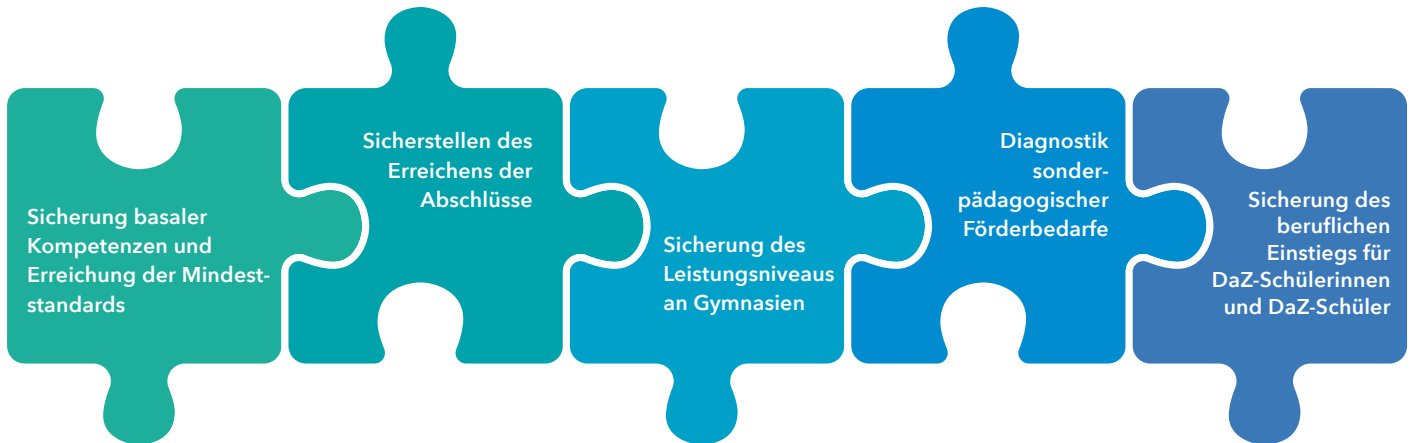 Sicherung basaler
Kompetenzen und
Erreichung der Mindest-
standards
Sicherstellen des
Erreichens der
Abschlüsse
Sicherung des
Leistungsniveaus
an Gymnasien
Diagnostik
sonder-
pädagogischer
Förderbedarfe
Sicherung des
beruflichen
Einstiegs für
DaZ-Schülerinnen
und DaZ-Schüler